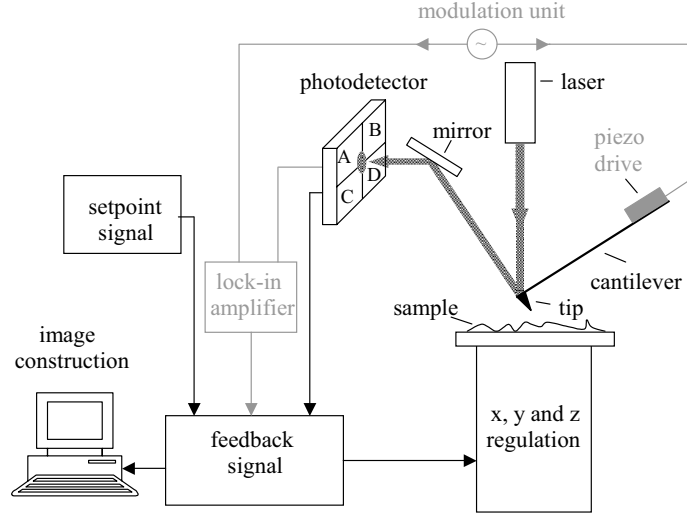 modulation unit
~
photodetector
laser
mirror
A
B
C
D
piezo
drive
setpoint
signal
cantilever
lock-in
amplifier
tip
sample
image
construction
x, y and z
regulation
feedback
signal